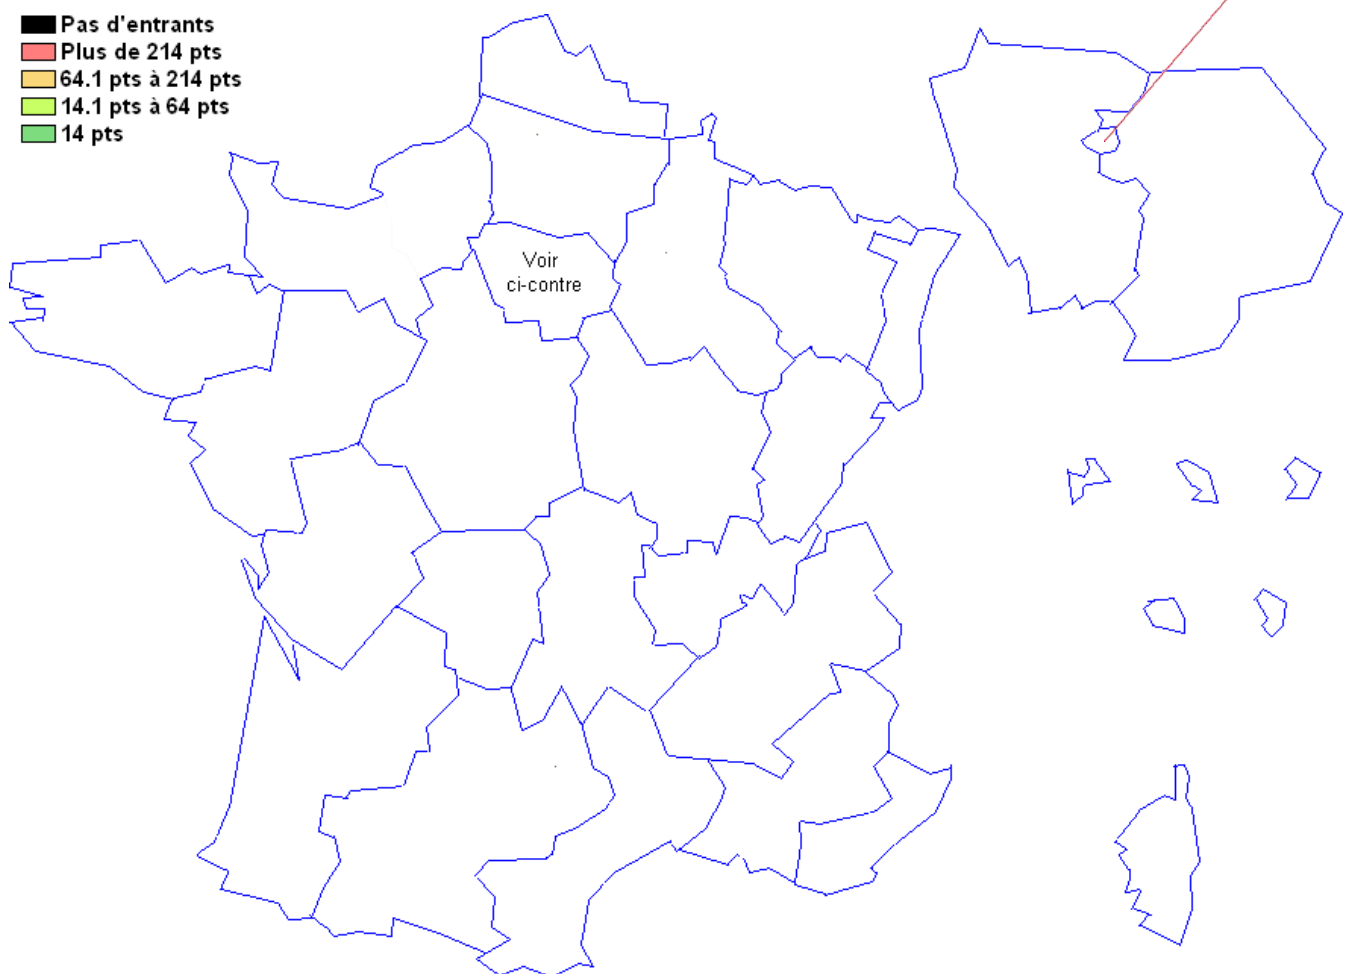 Pas d'entrants
Plus de 214 pts
64.1 pts à 214 pts
14.1 pts à 64 pts
14 pts
Voir
ci-contre